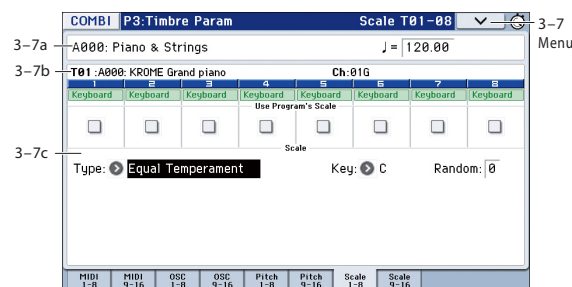 COMBI P3:Timbre Param Scale T01-08
3-7
Menu
3-7a
A000: Piano & Strings ♩= 120.00
3-7b
T01 :A000: KROME Grand piano Ch:01G
1 2 3 4 5 6 7 8
Keyboard Keyboard Keyboard Keyboard Keyboard Keyboard Keyboard Keyboard
Use Program's Scale
3-7c
Scale
Type: Equal Temperament Key: C Random: 0
MIDI 1-8 MIDI 9-16 OSC 1-8 OSC 9-16 Pitch 1-8 Pitch 9-16 Scale 1-8 Scale 9-16